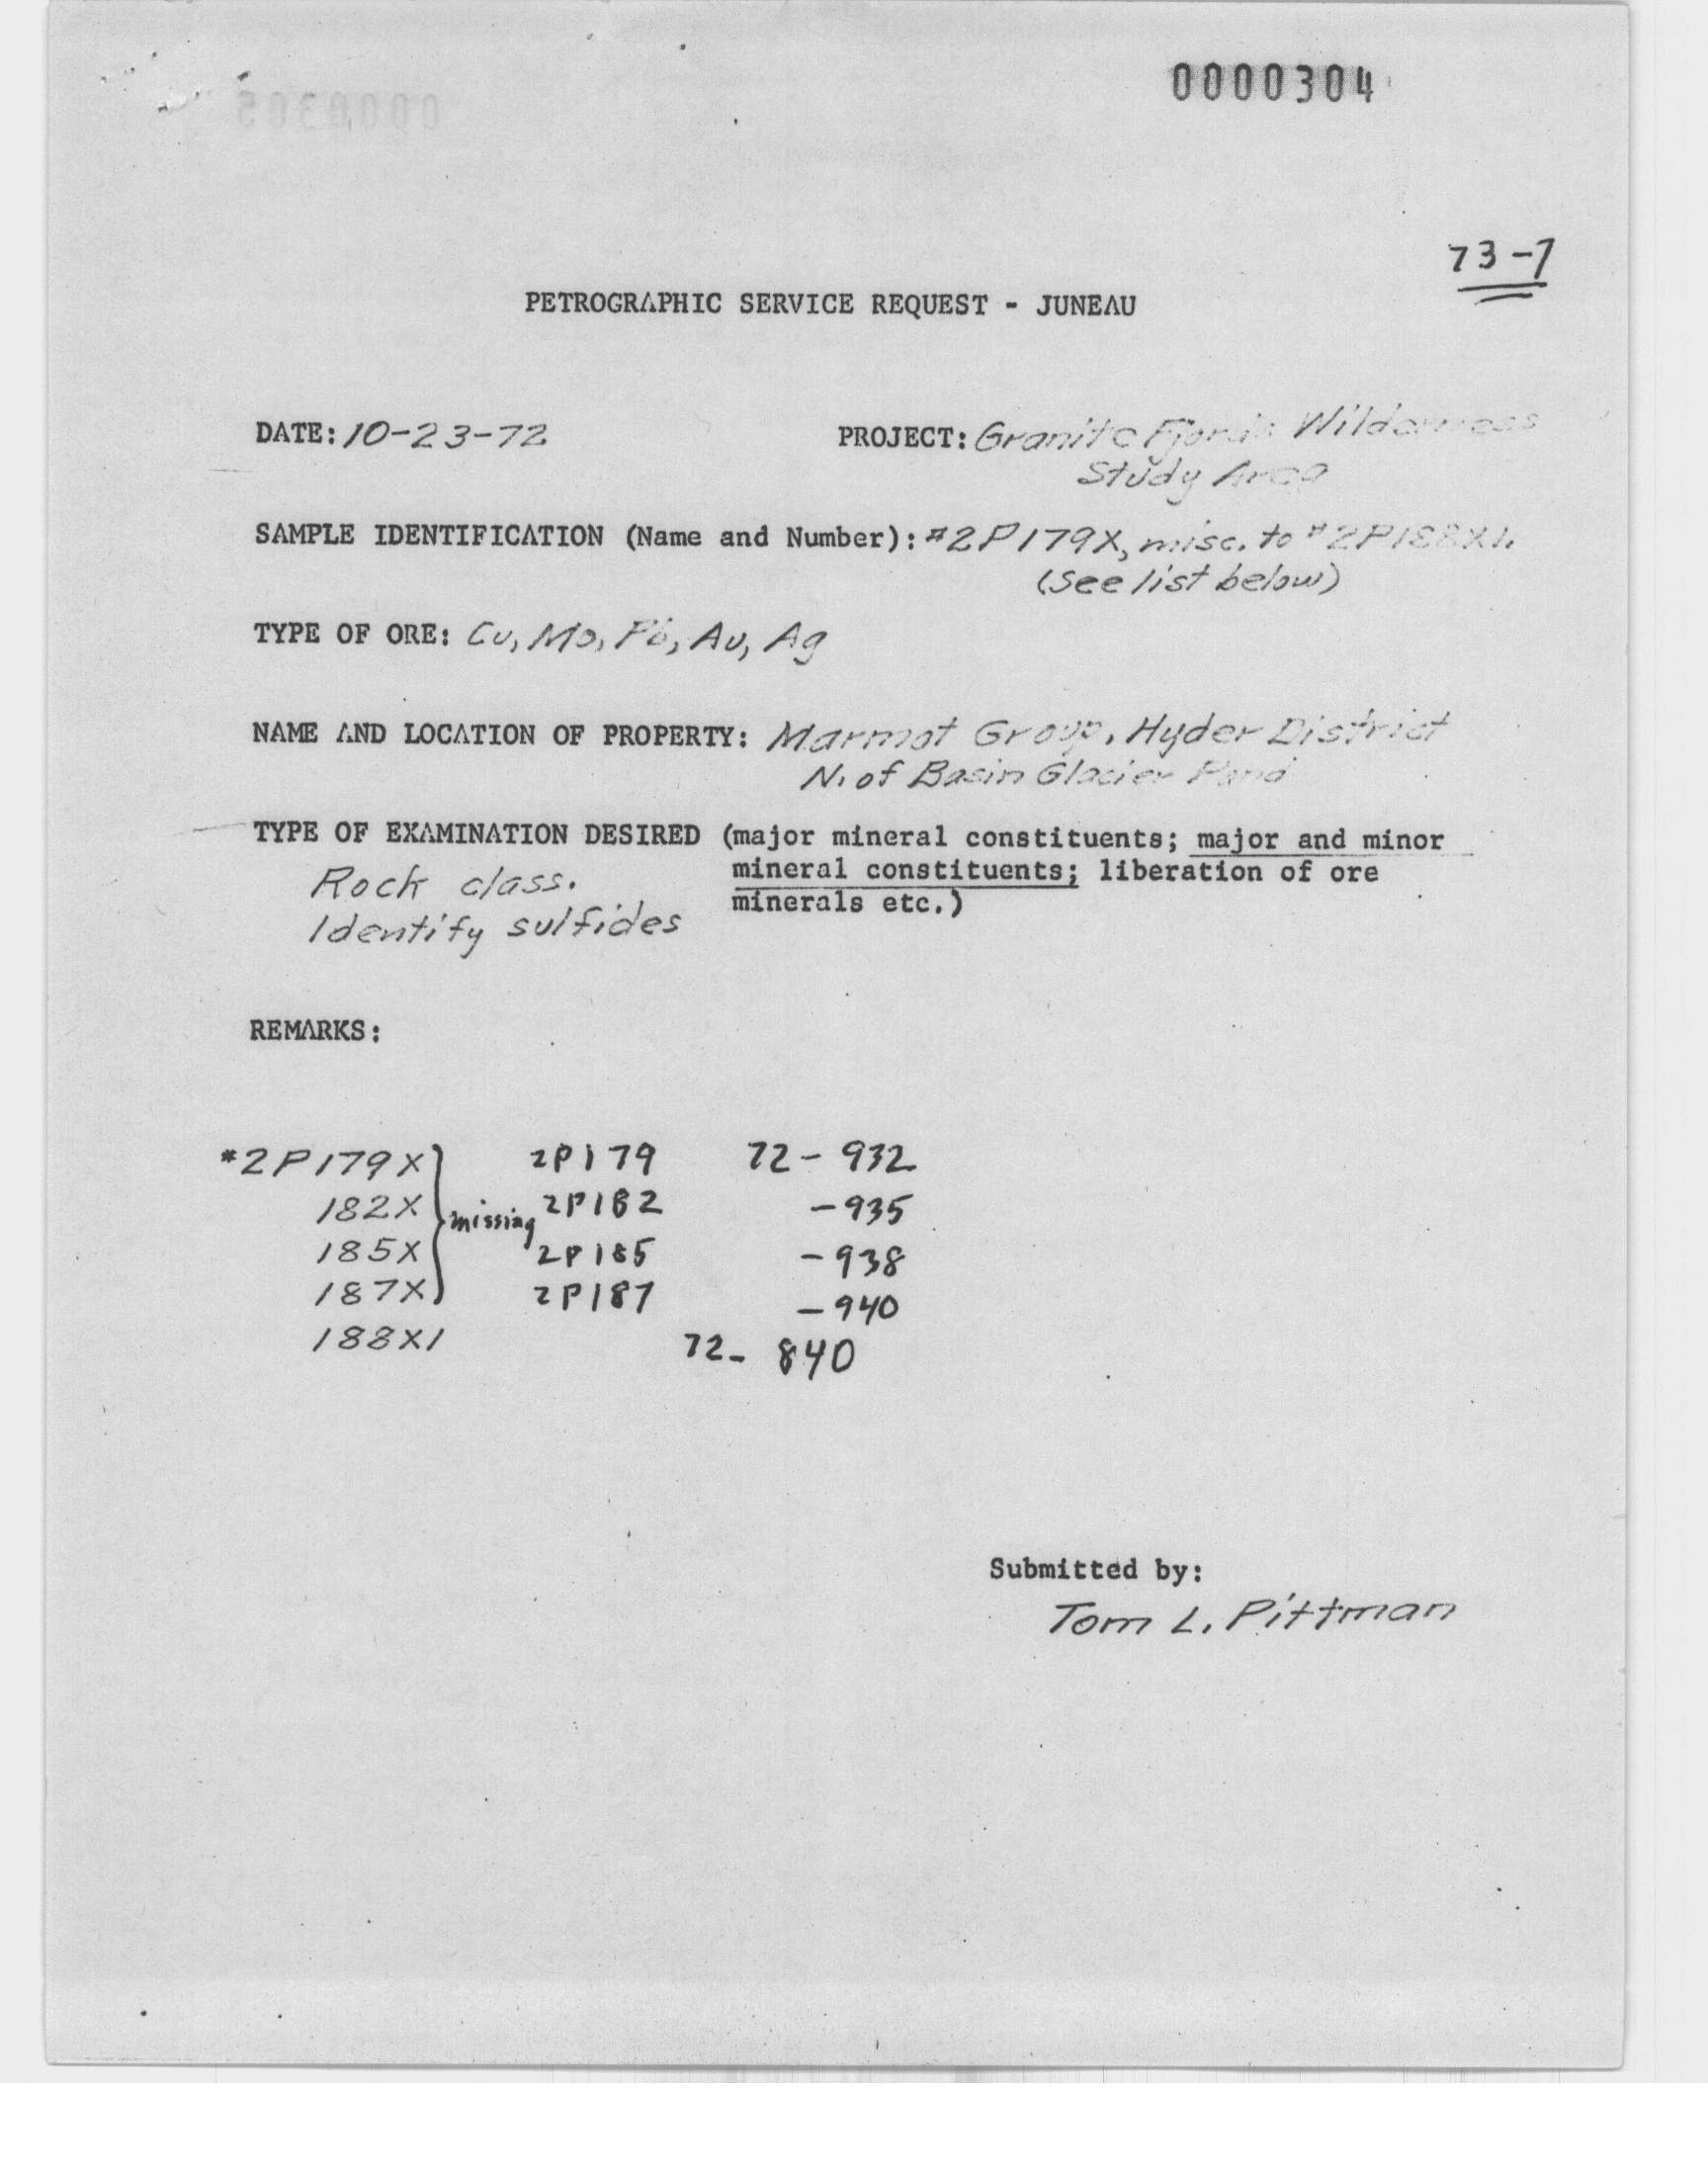 0000304
73-7
PETROGRAPHIC SERVICE REQUEST - JUNEAU
DATE: 10-23-72 PROJECT: Granite Fjords Wilderness
Study Area
SAMPLE IDENTIFICATION (Name and Number): #2P179X, misc. to #2P188X1.
(See list below)
TYPE OF ORE: Cu, Mo, Pb, Au, Ag
NAME AND LOCATION OF PROPERTY: Marmot Group, Hyder District
N. of Basin Glacier Pond
TYPE OF EXAMINATION DESIRED (major mineral constituents; major and minor
Rock class. mineral constituents; liberation of ore
Identify sulfides minerals etc.)
REMARKS:
*2P179X 2P179 72-932
182X missing 2P182 -935
185X 2P185 -938
187X 2P187 -940
188X1 72-840
Submitted by:
Tom L. Pittman